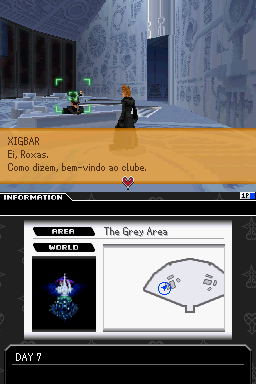 XIGBAR
Ei, Roxas.
Como dizem, bem-vindo ao clube.
INFORMATION
AREA
The Grey Area
WORLD
DAY 7